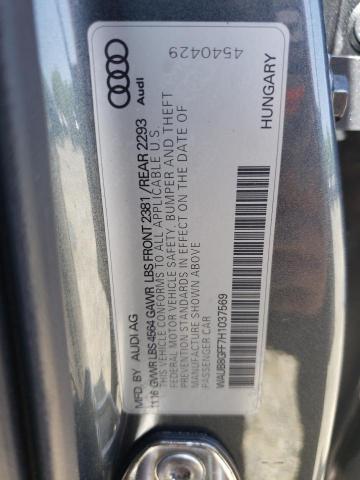 Audi
4540429
MFD. BY AUDI AG
11.16 GVWR LBS 4564 GAWR LBS FRONT 2381/REAR 2293
THIS VEHICLE CONFORMS TO ALL APPLICABLE U.S.
FEDERAL MOTOR VEHICLE SAFETY, BUMPER AND THEFT
PREVENTION STANDARDS IN EFFECT ON THE DATE OF
MANUFACTURE SHOWN ABOVE
PASSENGER CAR
WAUB8GFF7H1037569
HUNGARY